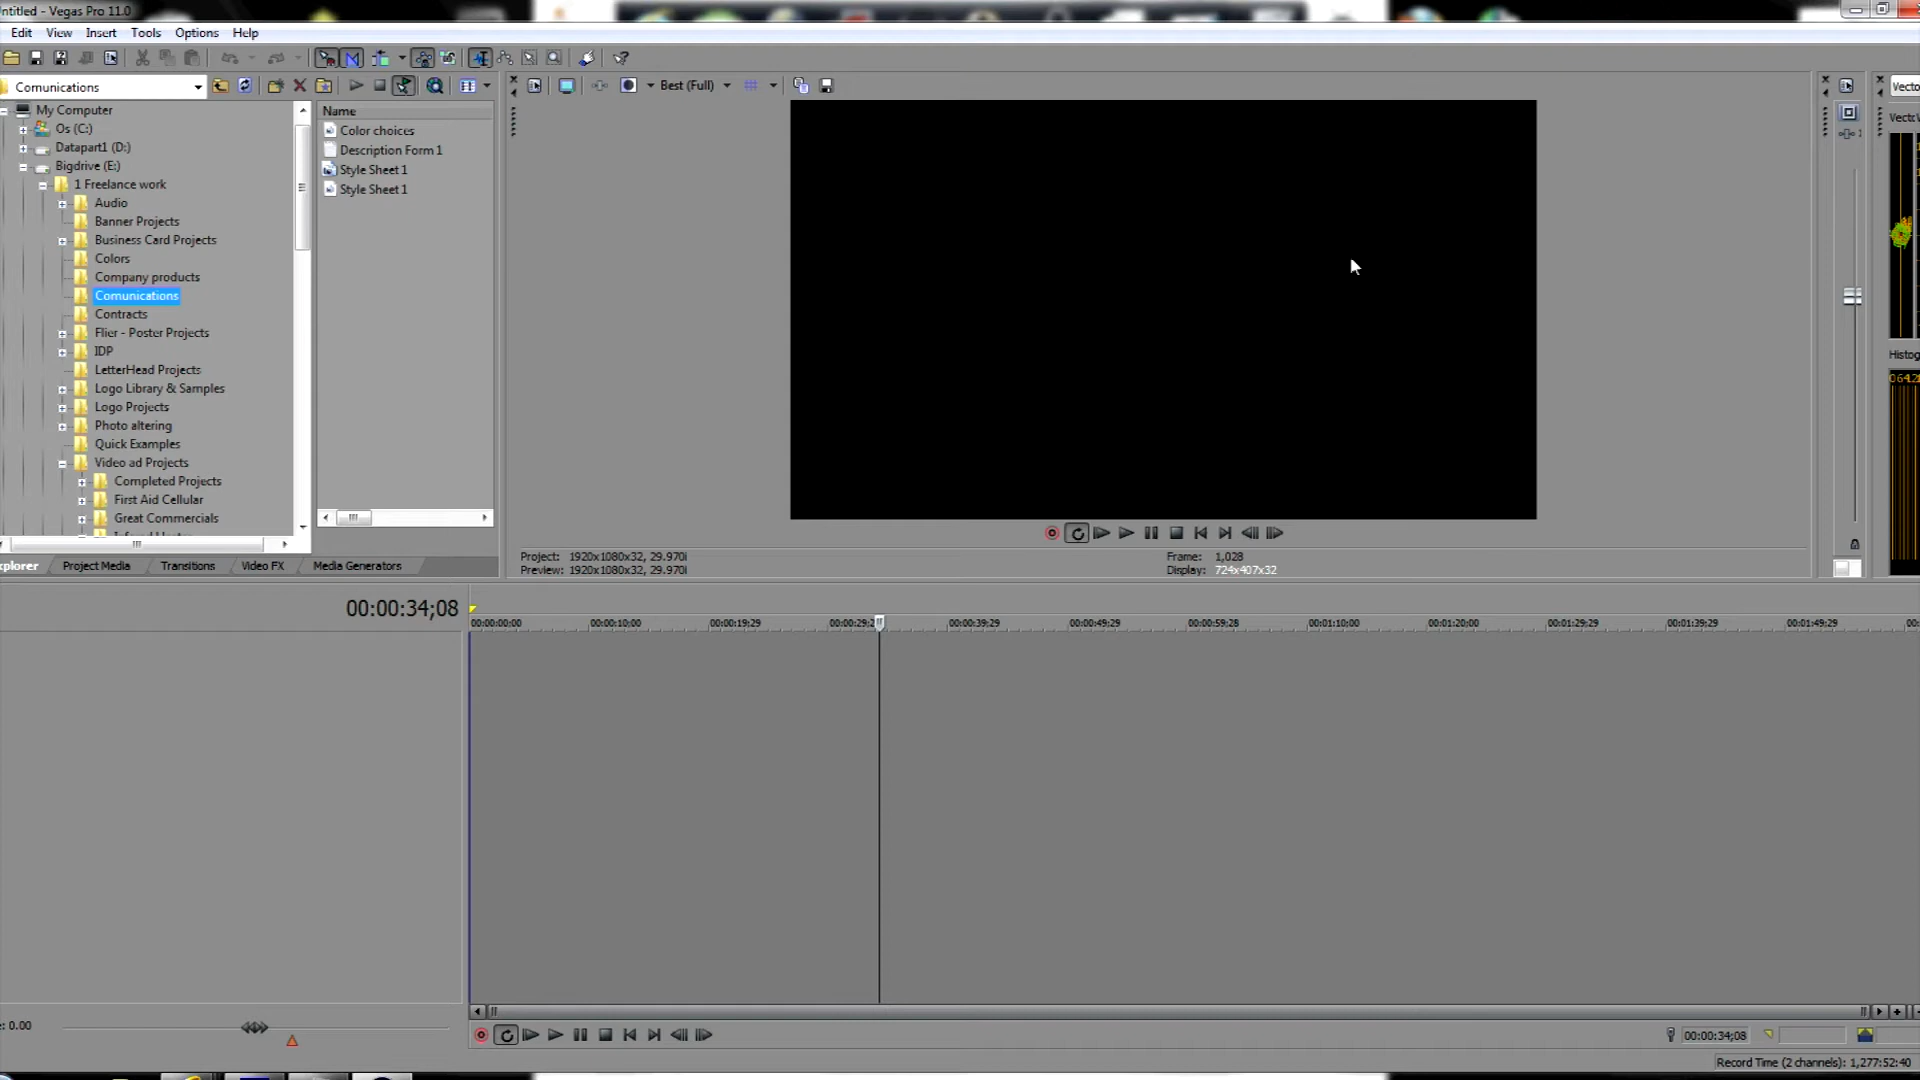 ntitled - Vegas Pro 11.0
Edit View Insert Tools Options Help
Comunications
Best (Full)
My Computer
Os (C:)
Datapart1 (D:)
Bigdrive (E:)
1 Freelance work
Audio
Banner Projects
Business Card Projects
Colors
Company products
Comunications
Contracts
Flier - Poster Projects
IDP
LetterHead Projects
Logo Library & Samples
Logo Projects
Photo altering
Quick Examples
Video ad Projects
Completed Projects
First Aid Cellular
Great Commercials
Name
Color choices
Description Form 1
Style Sheet 1
Style Sheet 1
Vecto
Histog
Project: 1920x1080x32, 29.970i
Preview: 1920x1080x32, 29.970i
Frame: 1,028
Display: 724x407x32
xplorer Project Media Transitions Video FX Media Generators
00:00:34;08
00:00:00;00 00:00:10;00 00:00:19;29 00:00:29;2 00:00:39;29 00:00:49;29 00:00:59;28 00:01:10;00 00:01:20;00 00:01:29;29 00:01:39;29 00:01:49;29 00:
: 0.00
00:00:34;08
Record Time (2 channels): 1,277:52:40